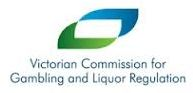 Victorian Commission for
Gambling and Liquor Regulation